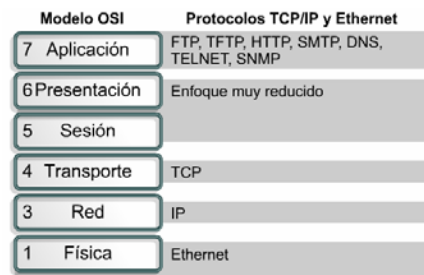 Modelo OSI Protocolos TCP/IP y Ethernet
7 Aplicación FTP, TFTP, HTTP, SMTP, DNS,
TELNET, SNMP
6 Presentación Enfoque muy reducido
5 Sesión
4 Transporte TCP
3 Red IP
1 Física Ethernet